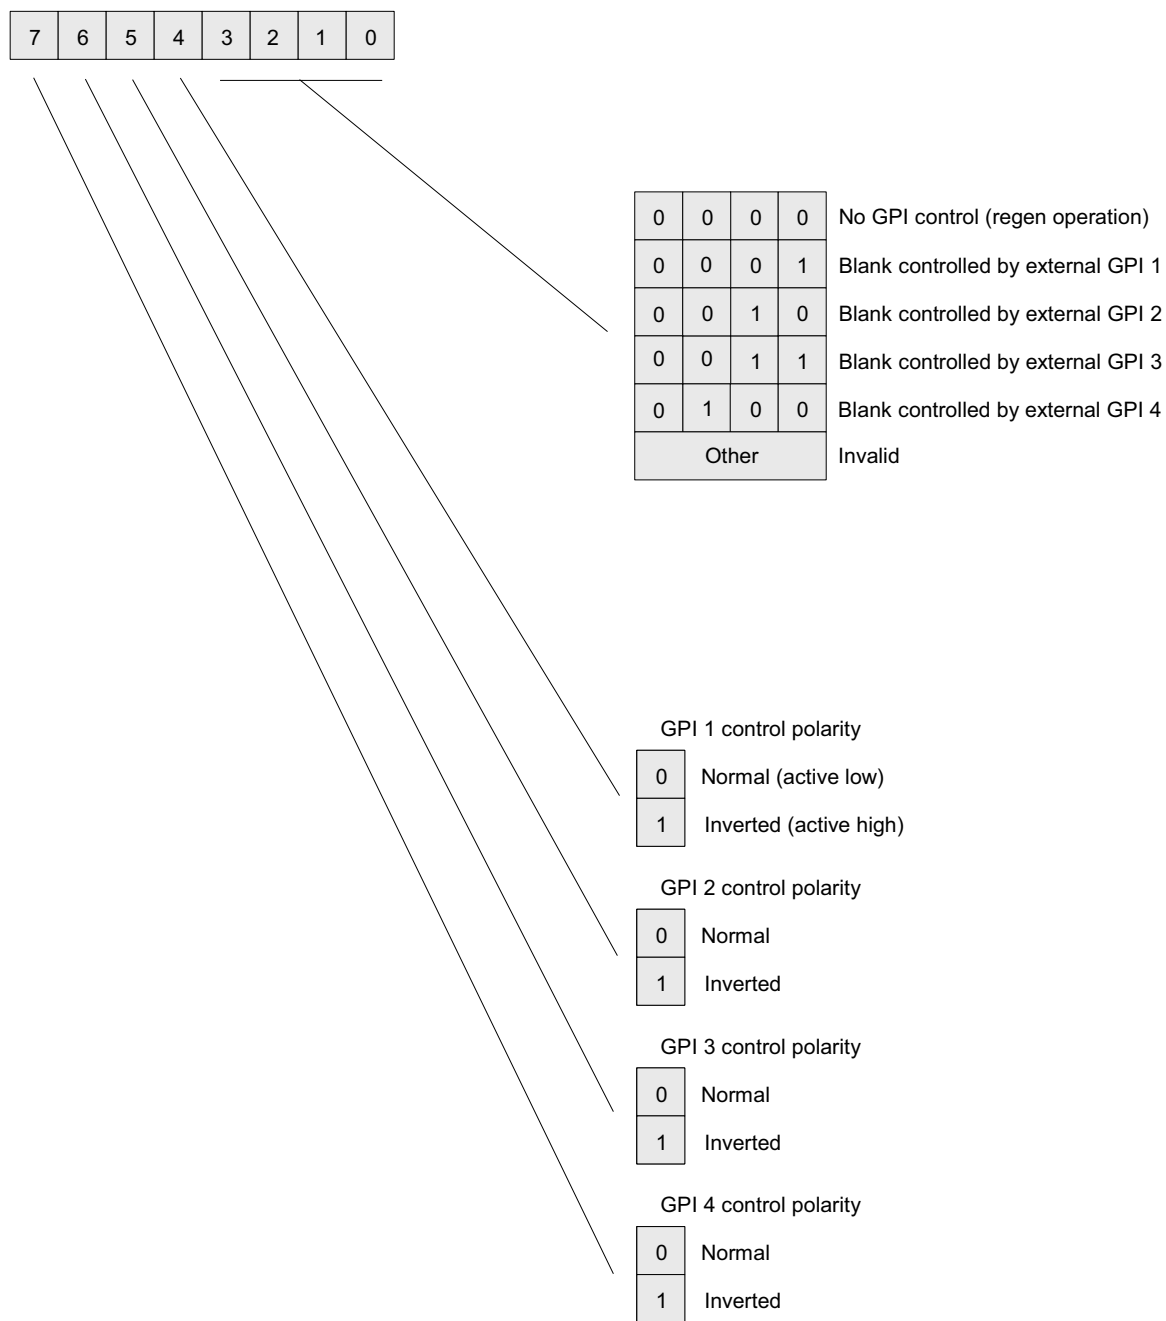 7 6 5 4 3 2 1 0
0 0 0 0 No GPI control (regen operation)
0 0 0 1 Blank controlled by external GPI 1
0 0 1 0 Blank controlled by external GPI 2
0 0 1 1 Blank controlled by external GPI 3
0 1 0 0 Blank controlled by external GPI 4
Other Invalid
GPI 1 control polarity
0 Normal (active low)
1 Inverted (active high)
GPI 2 control polarity
0 Normal
1 Inverted
GPI 3 control polarity
0 Normal
1 Inverted
GPI 4 control polarity
0 Normal
1 Inverted